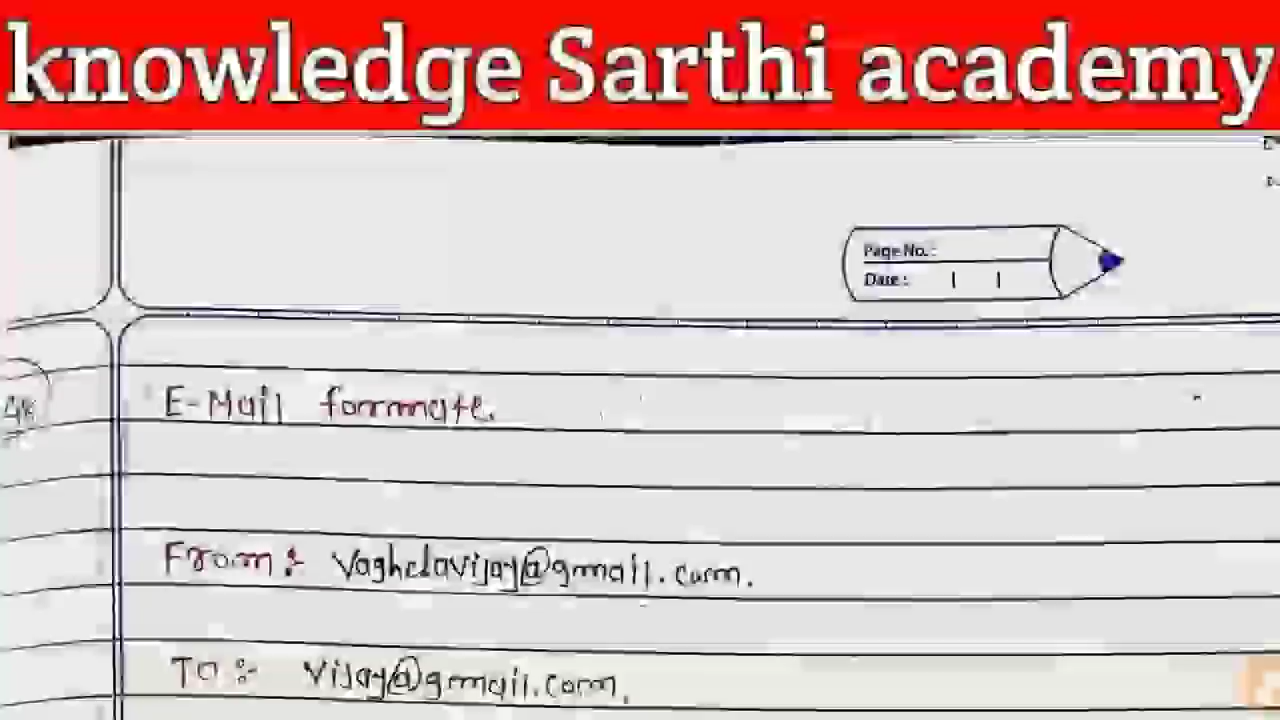 knowledge Sarthi academy
Page No. :
Date :
E-Mail formate.
From :- vaghelavijay@gmail.com.
To :- vijay@gmail.com.